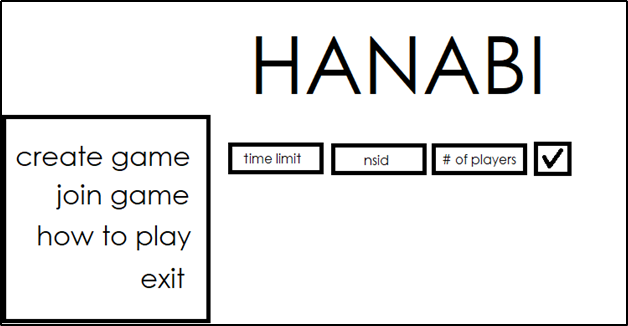 HANABI
create game
join game
how to play
exit
time limit
nsid
# of players